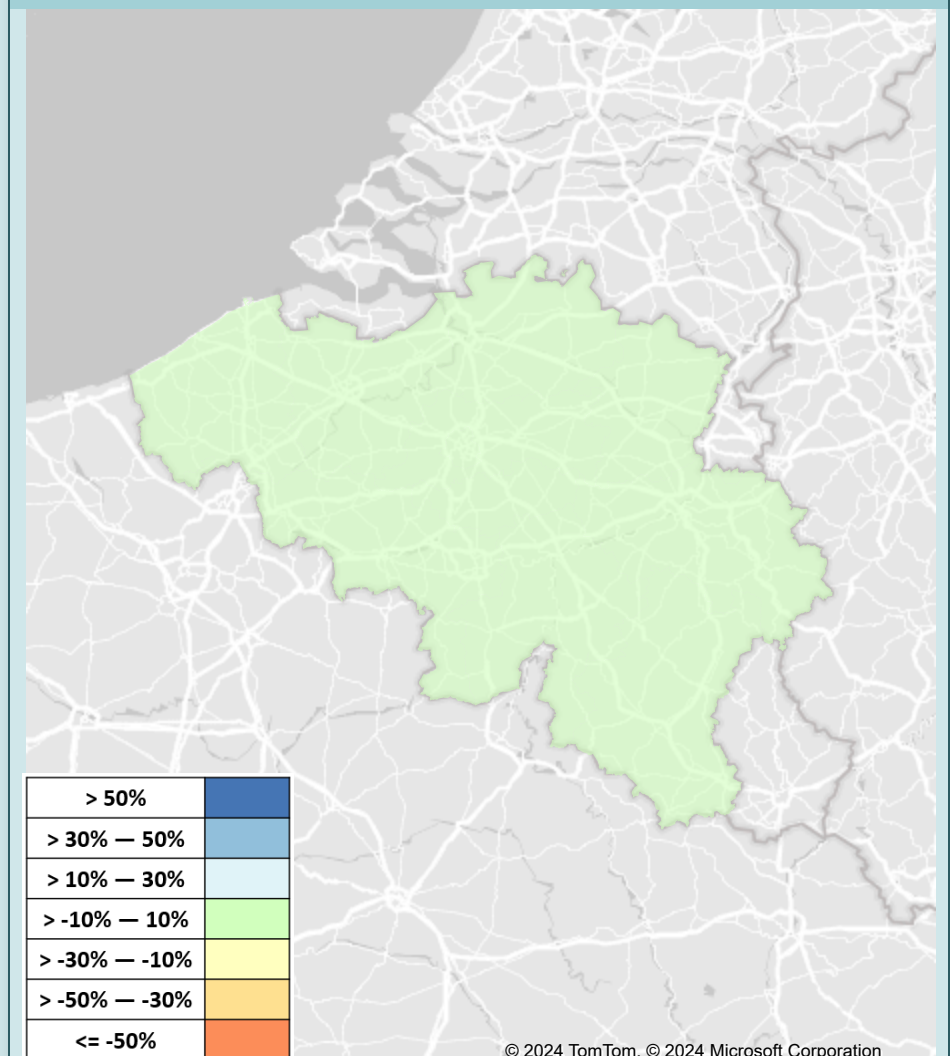 > 50%
> 30% — 50%
> 10% — 30%
> -10% — 10%
> -30% — -10%
> -50% — -30%
<= -50%
© 2024 TomTom, © 2024 Microsoft Corporation